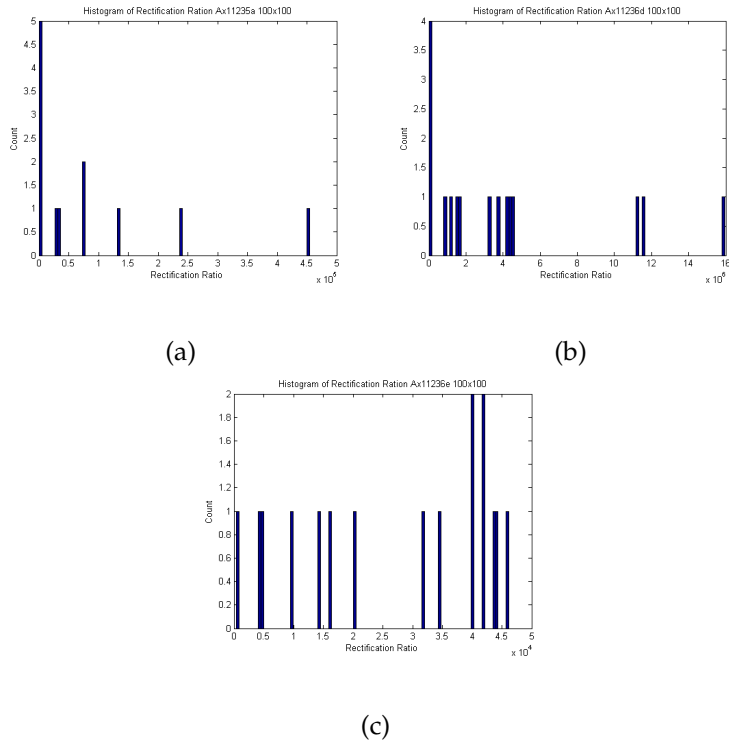 Histogram of Rectification Ration Ax11235a 100x100
5
4.5
4
3.5
3
2.5
2
1.5
1
0.5
0
Count
0 0.5 1 1.5 2 2.5 3 3.5 4 4.5 5
Rectification Ratio
x 10^6
(a)
Histogram of Rectification Ration Ax11236d 100x100
4
3.5
3
2.5
2
1.5
1
0.5
0
Count
0 2 4 6 8 10 12 14 16
Rectification Ratio
x 10^6
(b)
Histogram of Rectification Ration Ax11236e 100x100
2
1.8
1.6
1.4
1.2
1
0.8
0.6
0.4
0.2
0
Count
0 0.5 1 1.5 2 2.5 3 3.5 4 4.5 5
Rectification Ratio
x 10^4
(c)